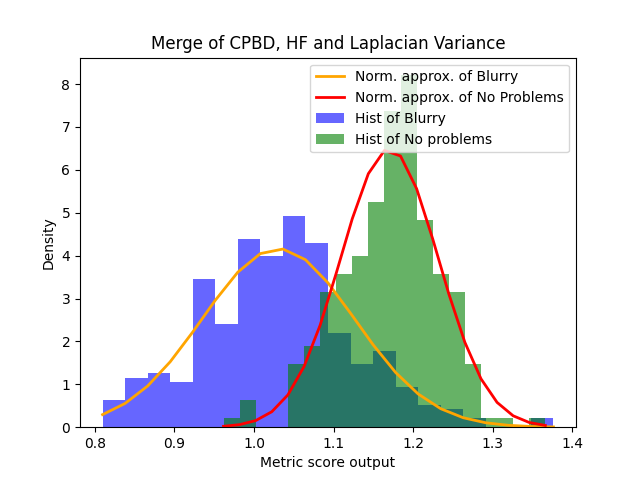 Merge of CPBD, HF and Laplacian Variance
Norm. approx. of Blurry
Norm. approx. of No Problems
Hist of Blurry
Hist of No problems
Density
8
7
6
5
4
3
2
1
0
0.8 0.9 1.0 1.1 1.2 1.3 1.4
Metric score output